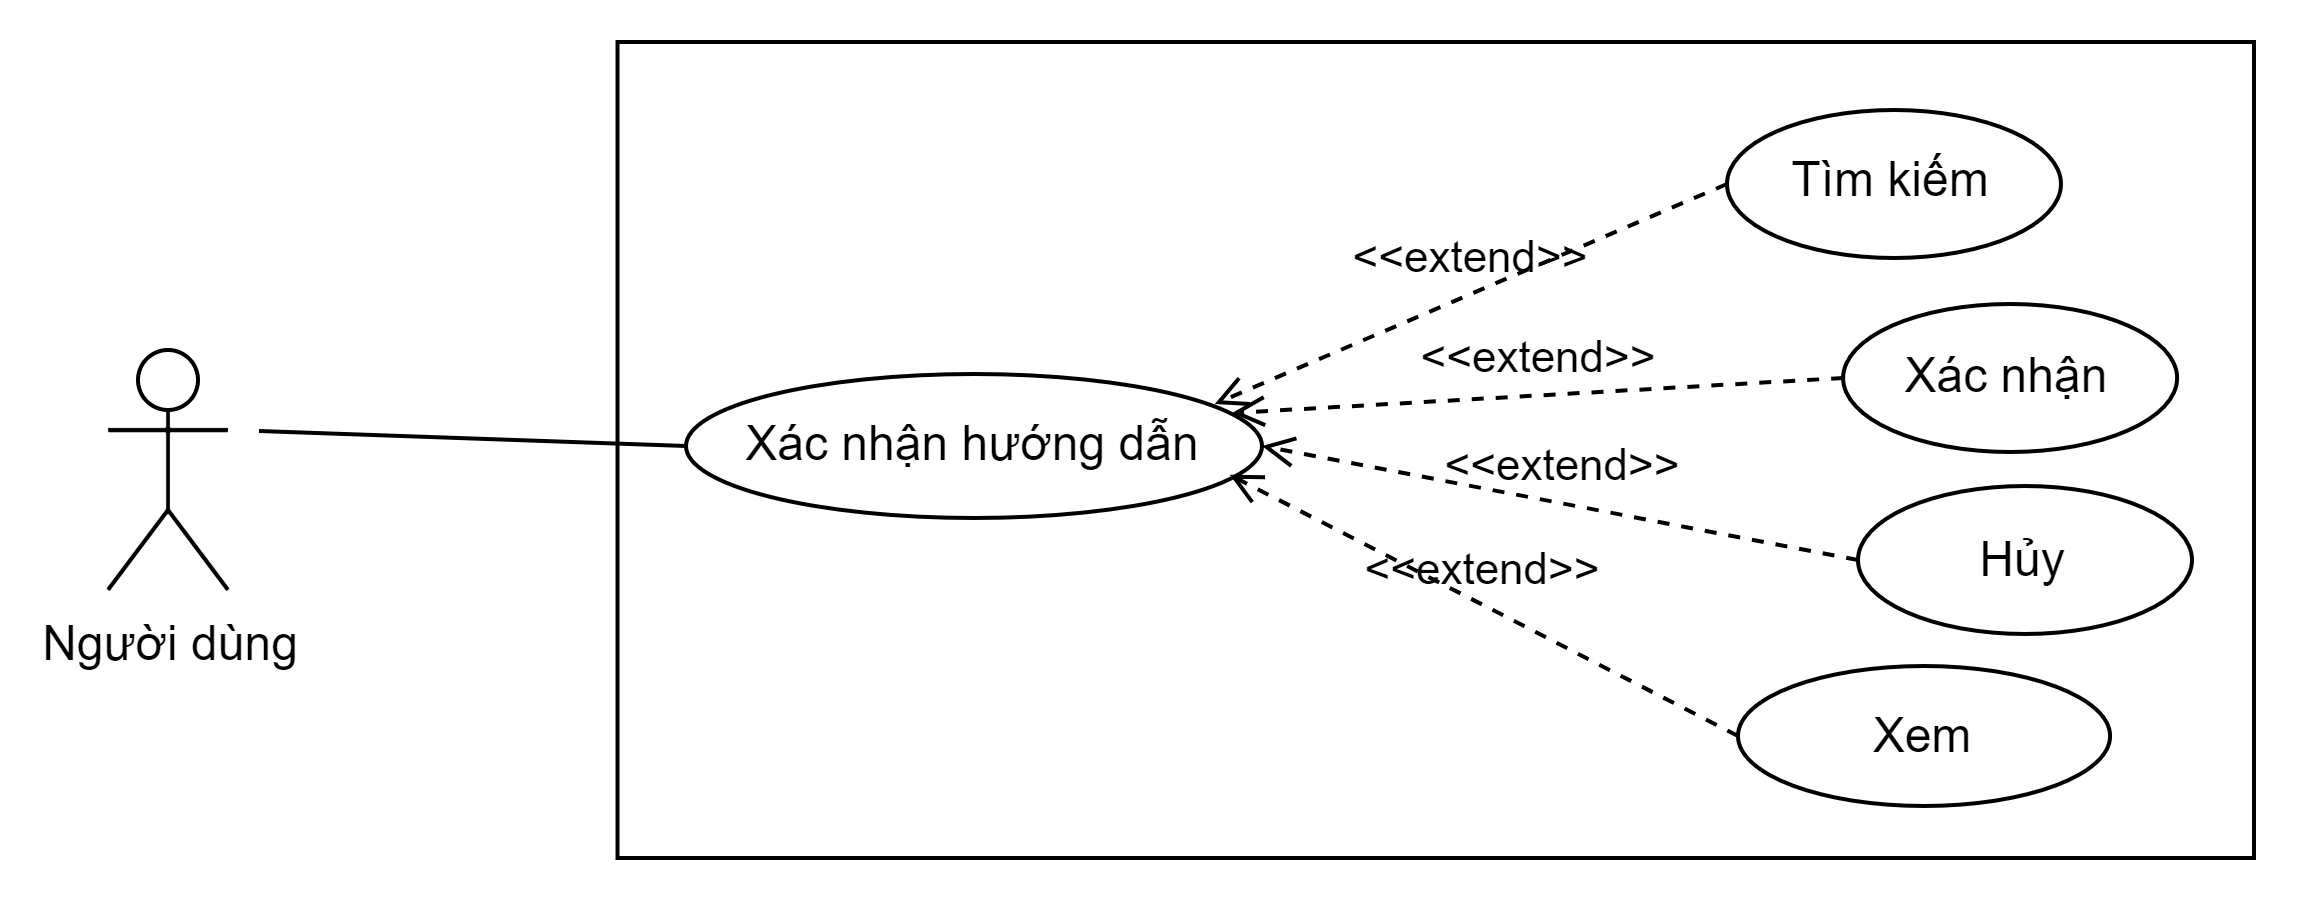 Tìm kiếm
<<extend>>
<<extend>>
Xác nhận
Xác nhận hướng dẫn
<<extend>>
Hủy
<<extend>>
Người dùng
Xem